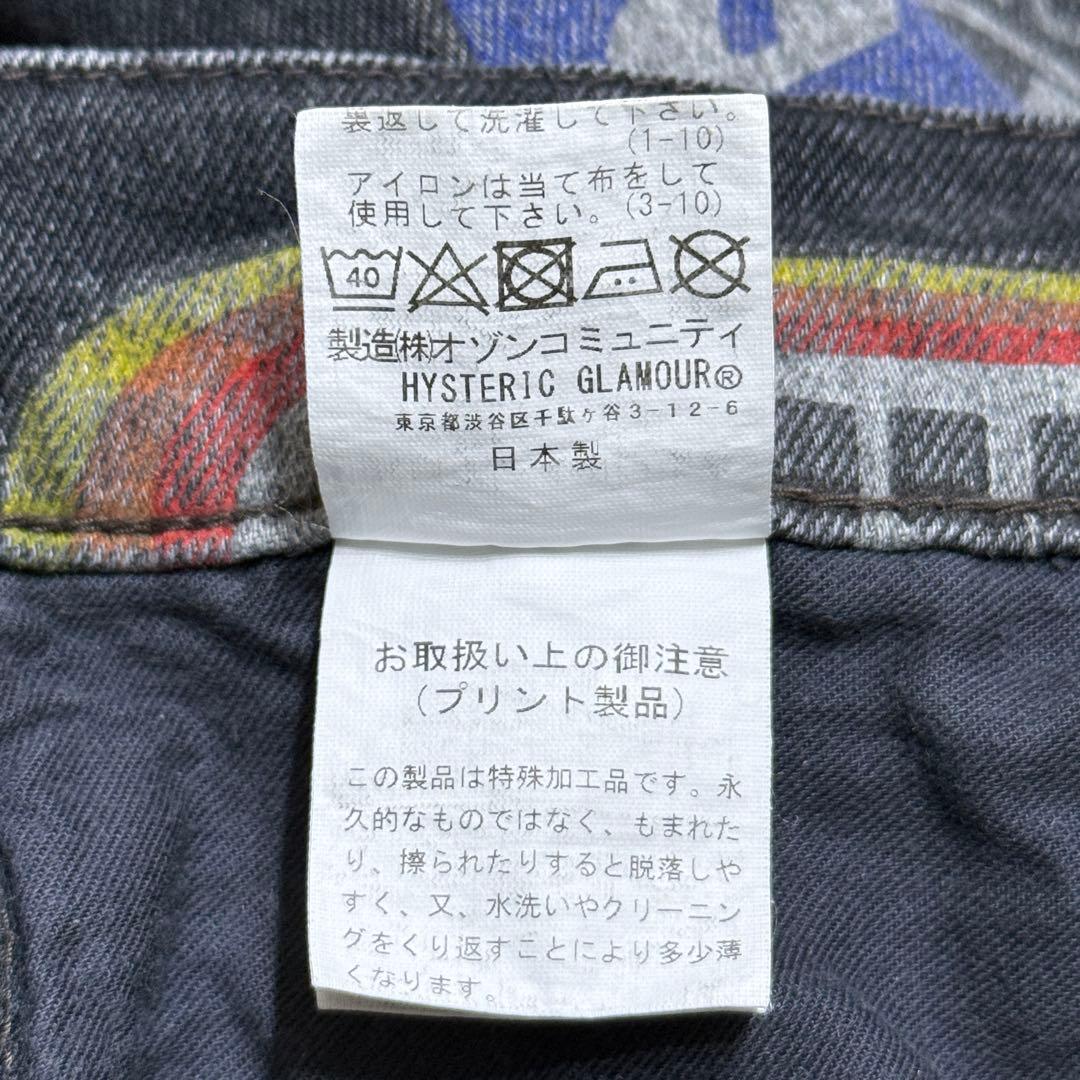 裏返して洗濯して下さい。
(1-10)
アイロンは当て布をして
使用して下さい。(3-10)
40
製造㈱オゾンコミュニティ
HYSTERIC GLAMOUR®
東京都渋谷区千駄ヶ谷3-12-6
日本製
お取扱い上の御注意
(プリント製品)
この製品は特殊加工品です。永
久的なものではなく、もまれた
り、擦られたりすると脱落しや
すく、又、水洗いやクリーニン
グをくり返すことにより多少薄
くなります。